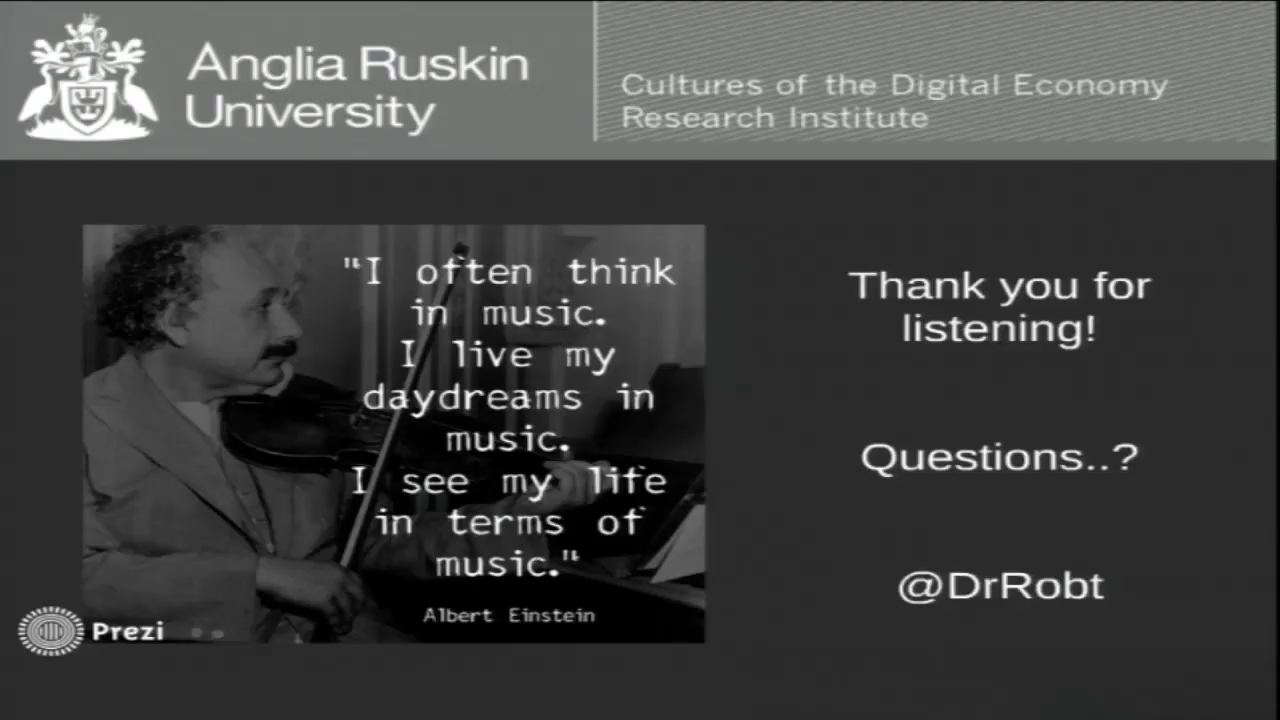 Anglia Ruskin
University
Cultures of the Digital Economy
Research Institute
"I often think
in music.
I live my
daydreams in
music.
I see my life
in terms of
music."
Albert Einstein
Thank you for
listening!
Questions..?
@DrRobt
Prezi